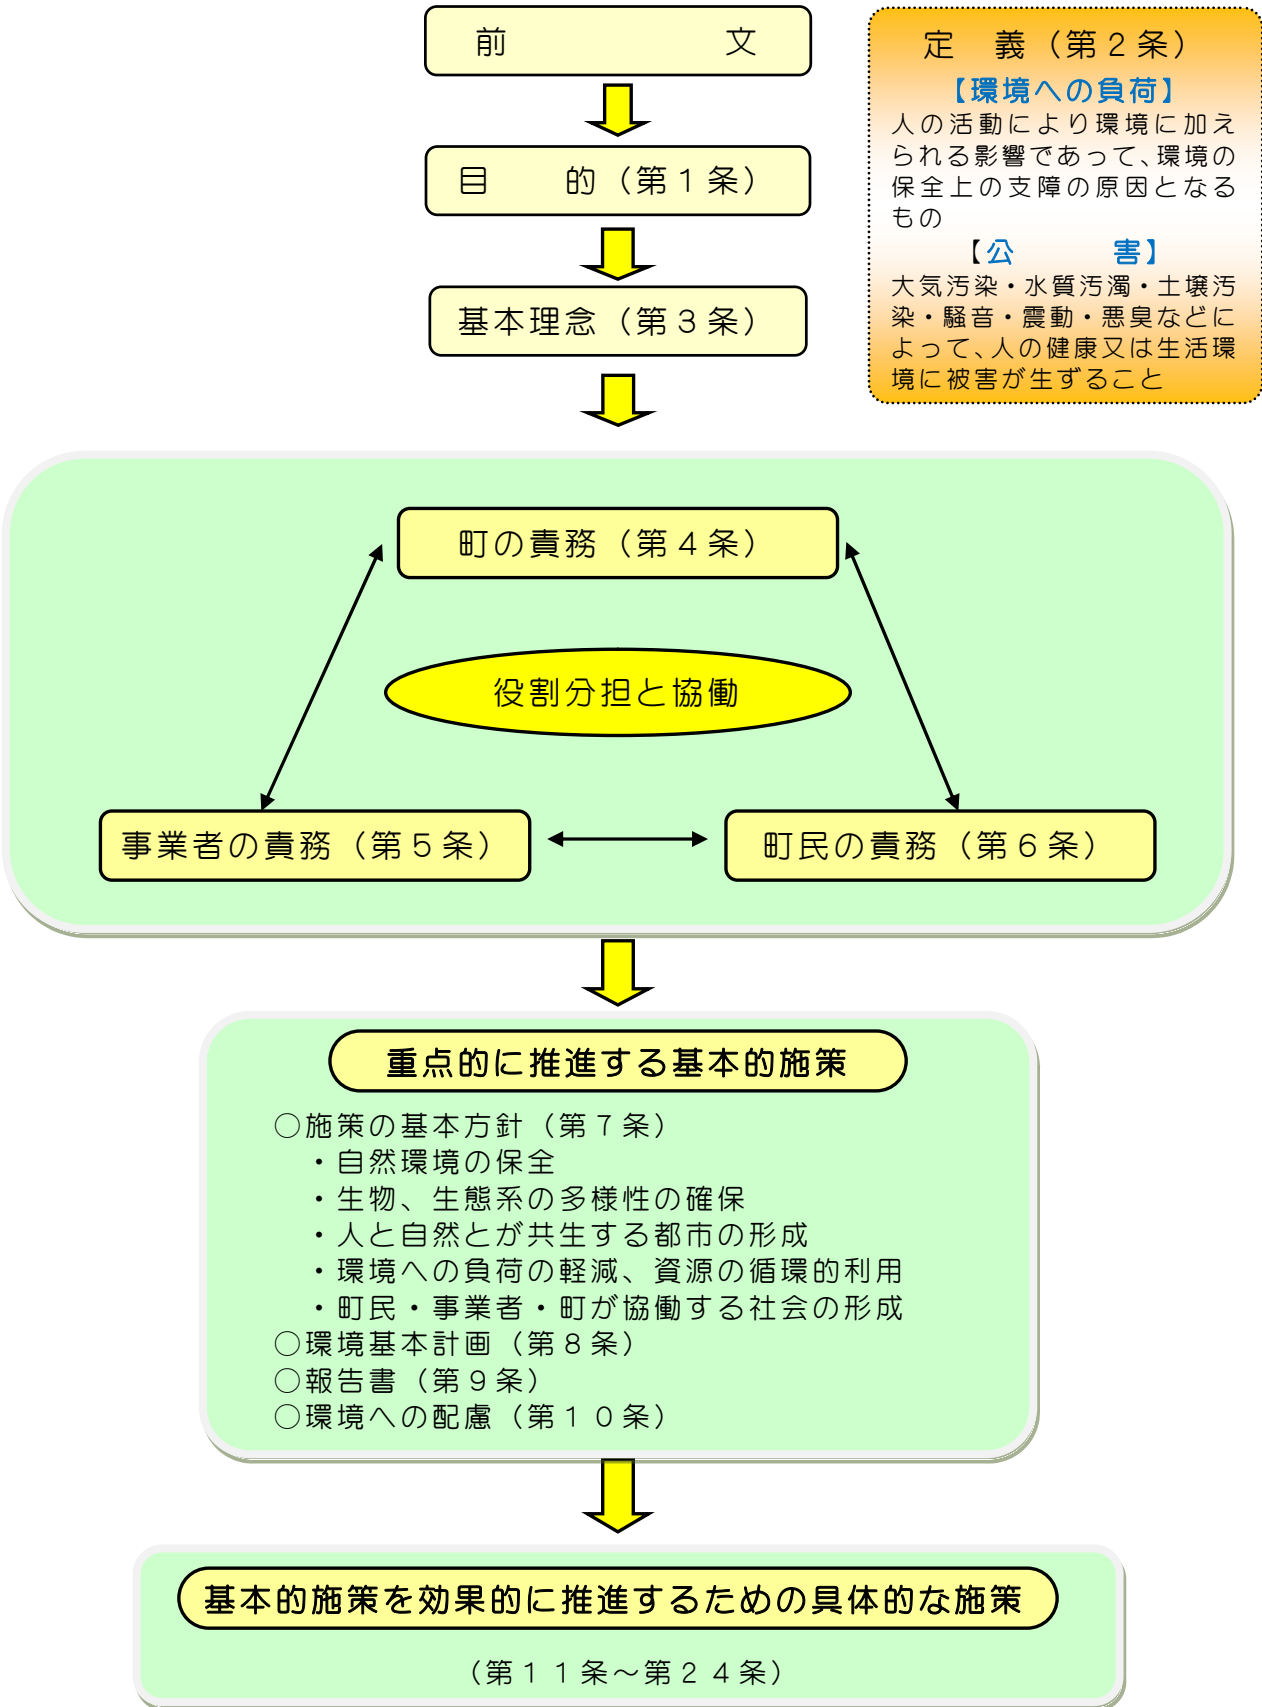 前　文
定　義（第２条）
【環境への負荷】
人の活動により環境に加え
られる影響であって、環境の
保全上の支障の原因となる
もの
【公　害】
大気汚染・水質汚濁・土壌汚
染・騒音・震動・悪臭などに
よって、人の健康又は生活環
境に被害が生ずること
目　的（第１条）
基本理念（第３条）
町の責務（第４条）
役割分担と協働
事業者の責務（第５条）
町民の責務（第６条）
重点的に推進する基本的施策
○施策の基本方針（第７条）
・自然環境の保全
・生物、生態系の多様性の確保
・人と自然とが共生する都市の形成
・環境への負荷の軽減、資源の循環的利用
・町民・事業者・町が協働する社会の形成
○環境基本計画（第８条）
○報告書（第９条）
○環境への配慮（第１０条）
基本的施策を効果的に推進するための具体的な施策
（第１１条～第２４条）